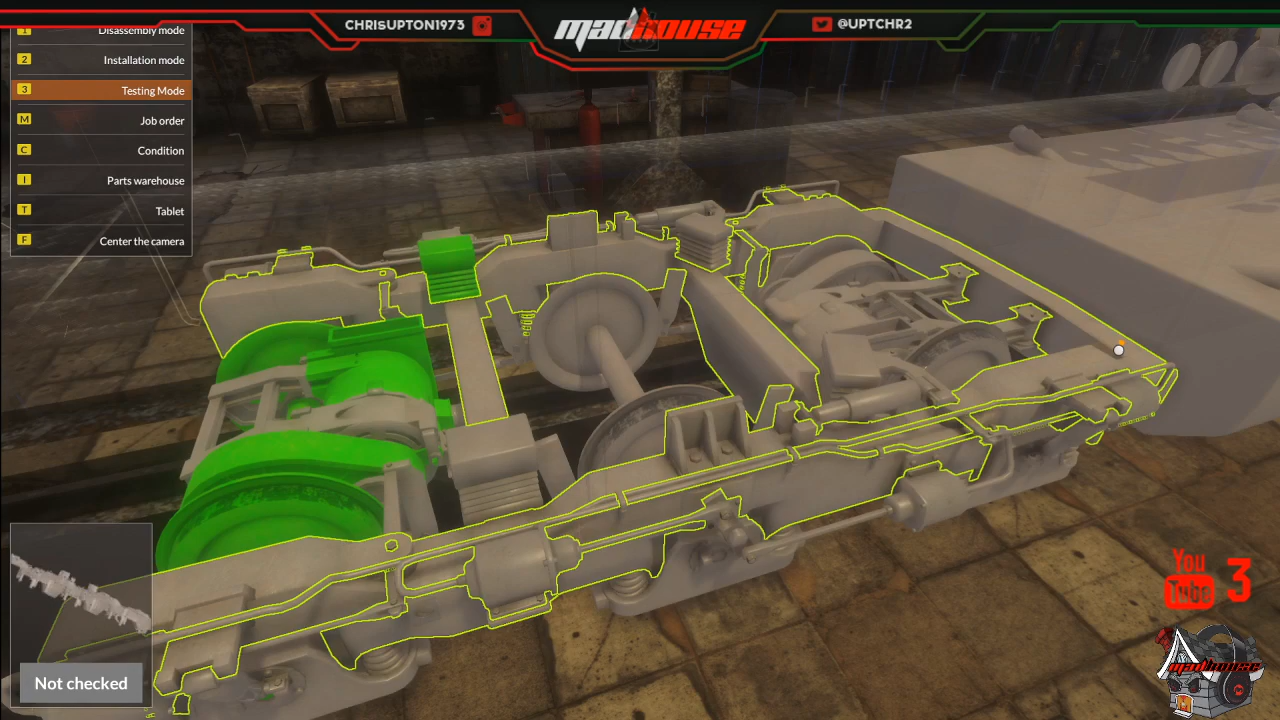 CHRISUPTON1973
madhouse
@UPTCHR2
1 Disassembly mode
2 Installation mode
3 Testing Mode
M Job order
C Condition
I Parts warehouse
T Tablet
F Center the camera
Not checked
You
Tube 3
madhouse